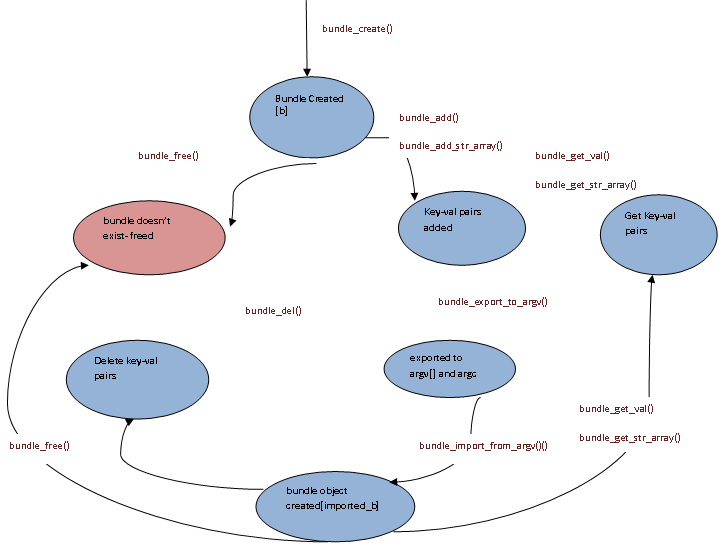 bundle_create()
Bundle Created
[b]
bundle_add()
bundle_add_str_array()
bundle_free()
bundle_get_val()
bundle_get_str_array()
bundle doesn't
exist-freed
Key-val pairs
added
Get Key-val
pairs
bundle_del()
bundle_export_to_argv()
Delete key-val
pairs
exported to
argv[] and argc
bundle_get_val()
bundle_get_str_array()
bundle_free()
bundle_import_from_argv()()
bundle object
created[imported_b]